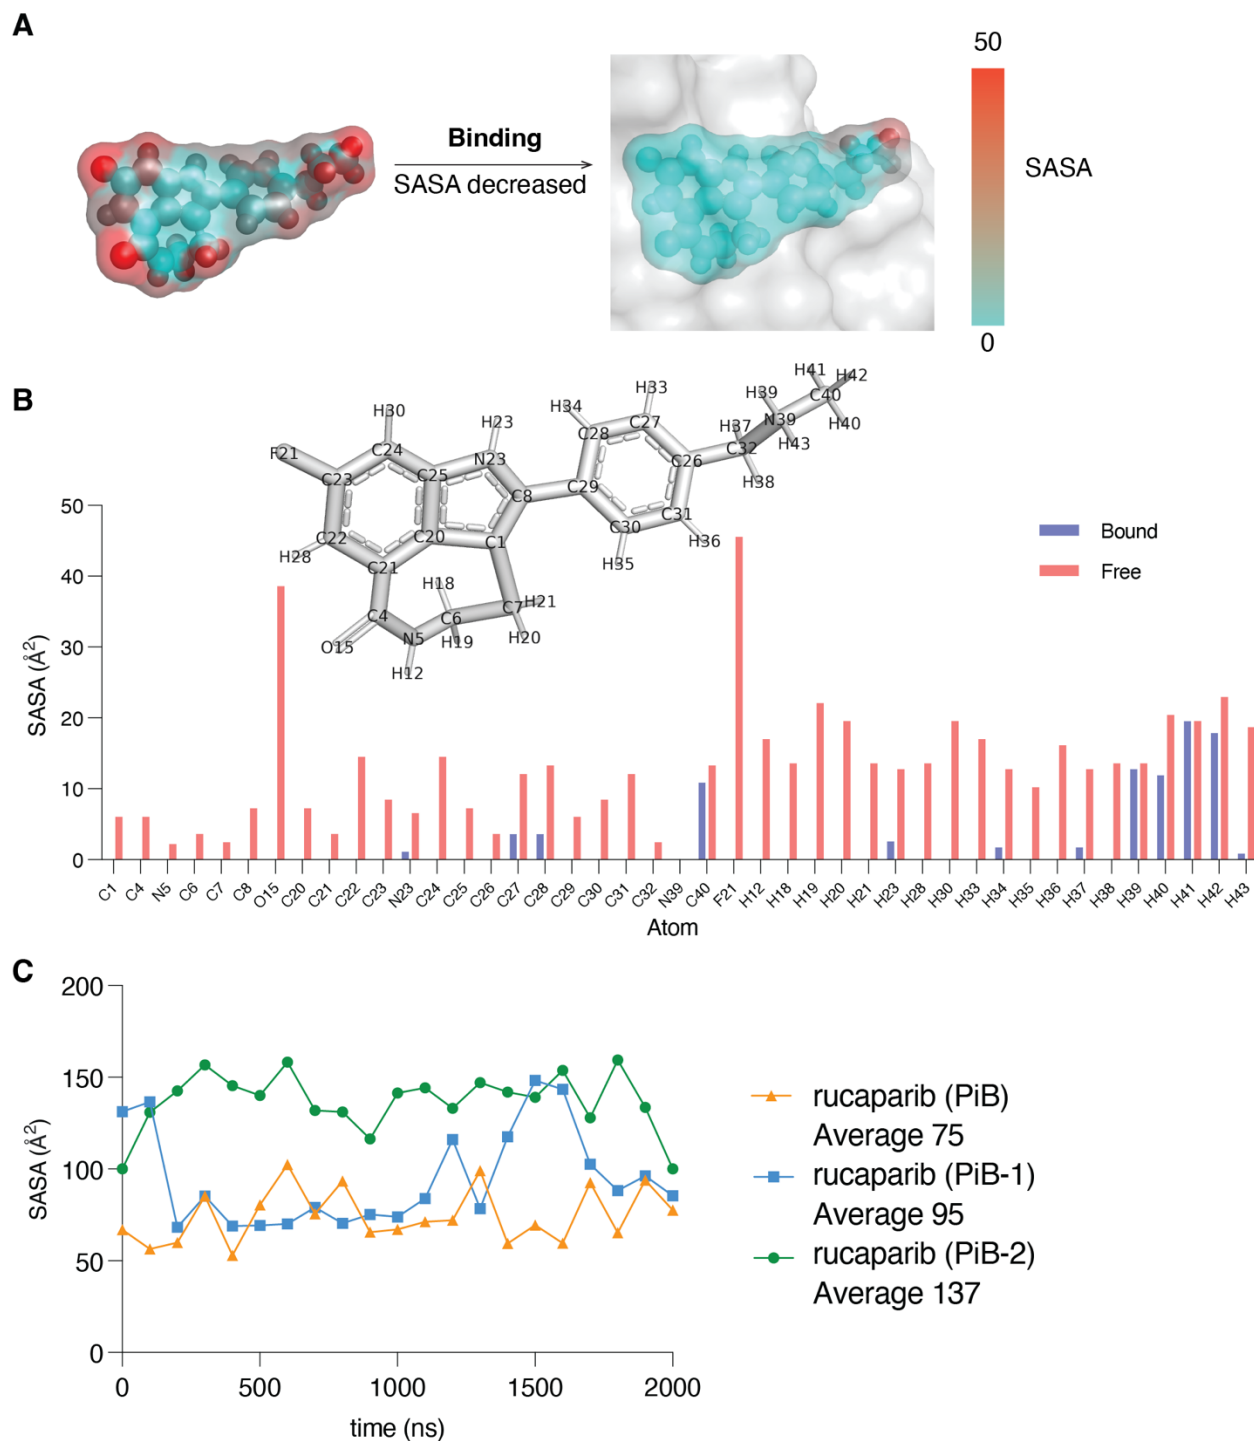 A
50
Binding
SASA decreased
SASA
0
B
H41
H42
H39
C40
H33
H30
H34
H37
N39
H40
H23
C27
C28
H43
C24
C32
F21
N23
C26
C25
H38
C23
C8
C29
C31
C30
C22
C20
C1
H36
H28
C21
H35
H18
H21
C4
C6
C7
O15
N5
H19
H20
H12
Bound
Free
50
40
30
20
10
0
SASA (Å²)
C1 C4 N5 C6 C7 C8 O15 C20 C21 C22 C23 N23 C24 C25 C26 C27 C28 C29 C30 C31 C32 N39 C40 F21 H12 H18 H19 H20 H21 H23 H28 H30 H33 H34 H35 H36 H37 H38 H39 H40 H41 H42 H43
Atom
C
200
150
100
50
0
SASA (Å²)
0 500 1000 1500 2000
time (ns)
rucaparib (PiB)
Average 75
rucaparib (PiB-1)
Average 95
rucaparib (PiB-2)
Average 137